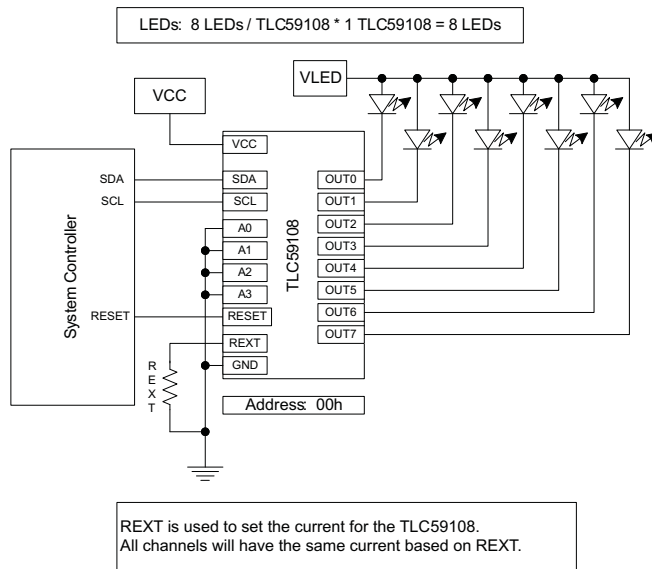 LEDs: 8 LEDs / TLC59108 * 1 TLC59108 = 8 LEDs
VLED
VCC
VCC
SDA
SDA
OUT0
SCL
SCL
OUT1
A0
OUT2
A1
OUT3
A2
OUT4
A3
OUT5
RESET
RESET
OUT6
REXT
OUT7
GND
System Controller
TLC59108
REXT
Address: 00h
REXT is used to set the current for the TLC59108.
All channels will have the same current based on REXT.